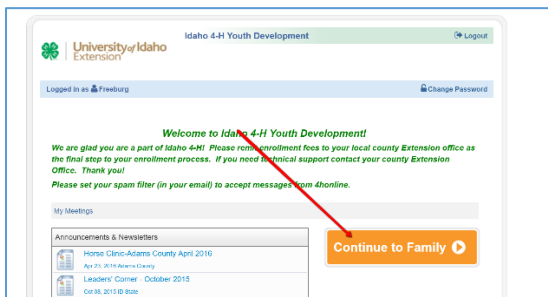 Idaho 4-H Youth Development
Logout
University of Idaho
Extension
Logged in as Freeburg
Change Password
Welcome to Idaho 4-H Youth Development!
We are glad you are a part of Idaho 4-H! Please remit enrollment fees to your local county Extension office as
the final step to your enrollment process. If you need technical support contact your county Extension
Office. Thank you!
Please set your spam filter (in your email) to accept messages from 4honline.
My Meetings
Announcements & Newsletters
Horse Clinic-Adams County April 2016
Apr 23, 2016 Adams County
Leaders' Corner - October 2015
Oct 08, 2015 ID State
Continue to Family